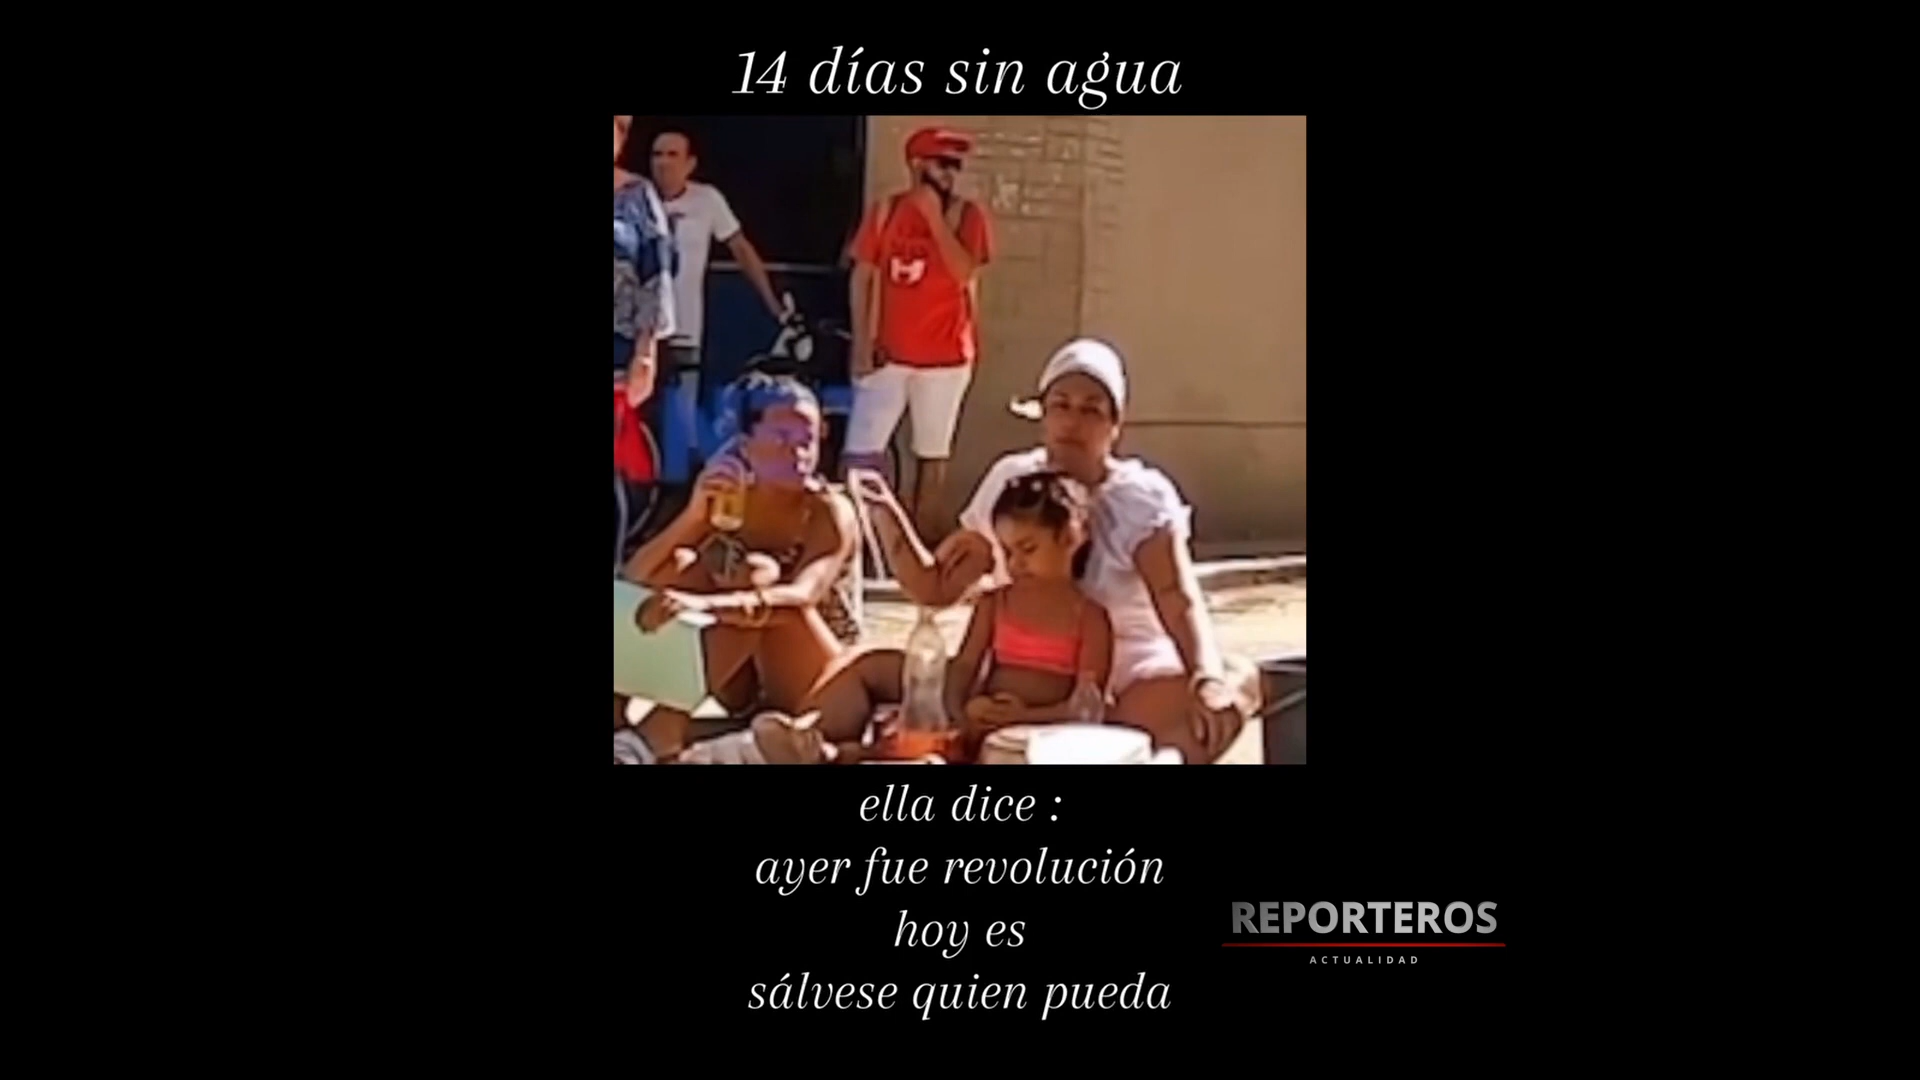 14 días sin agua
ella dice :
ayer fue revolución
hoy es
sálvese quien pueda
REPORTEROS
ACTUALIDAD